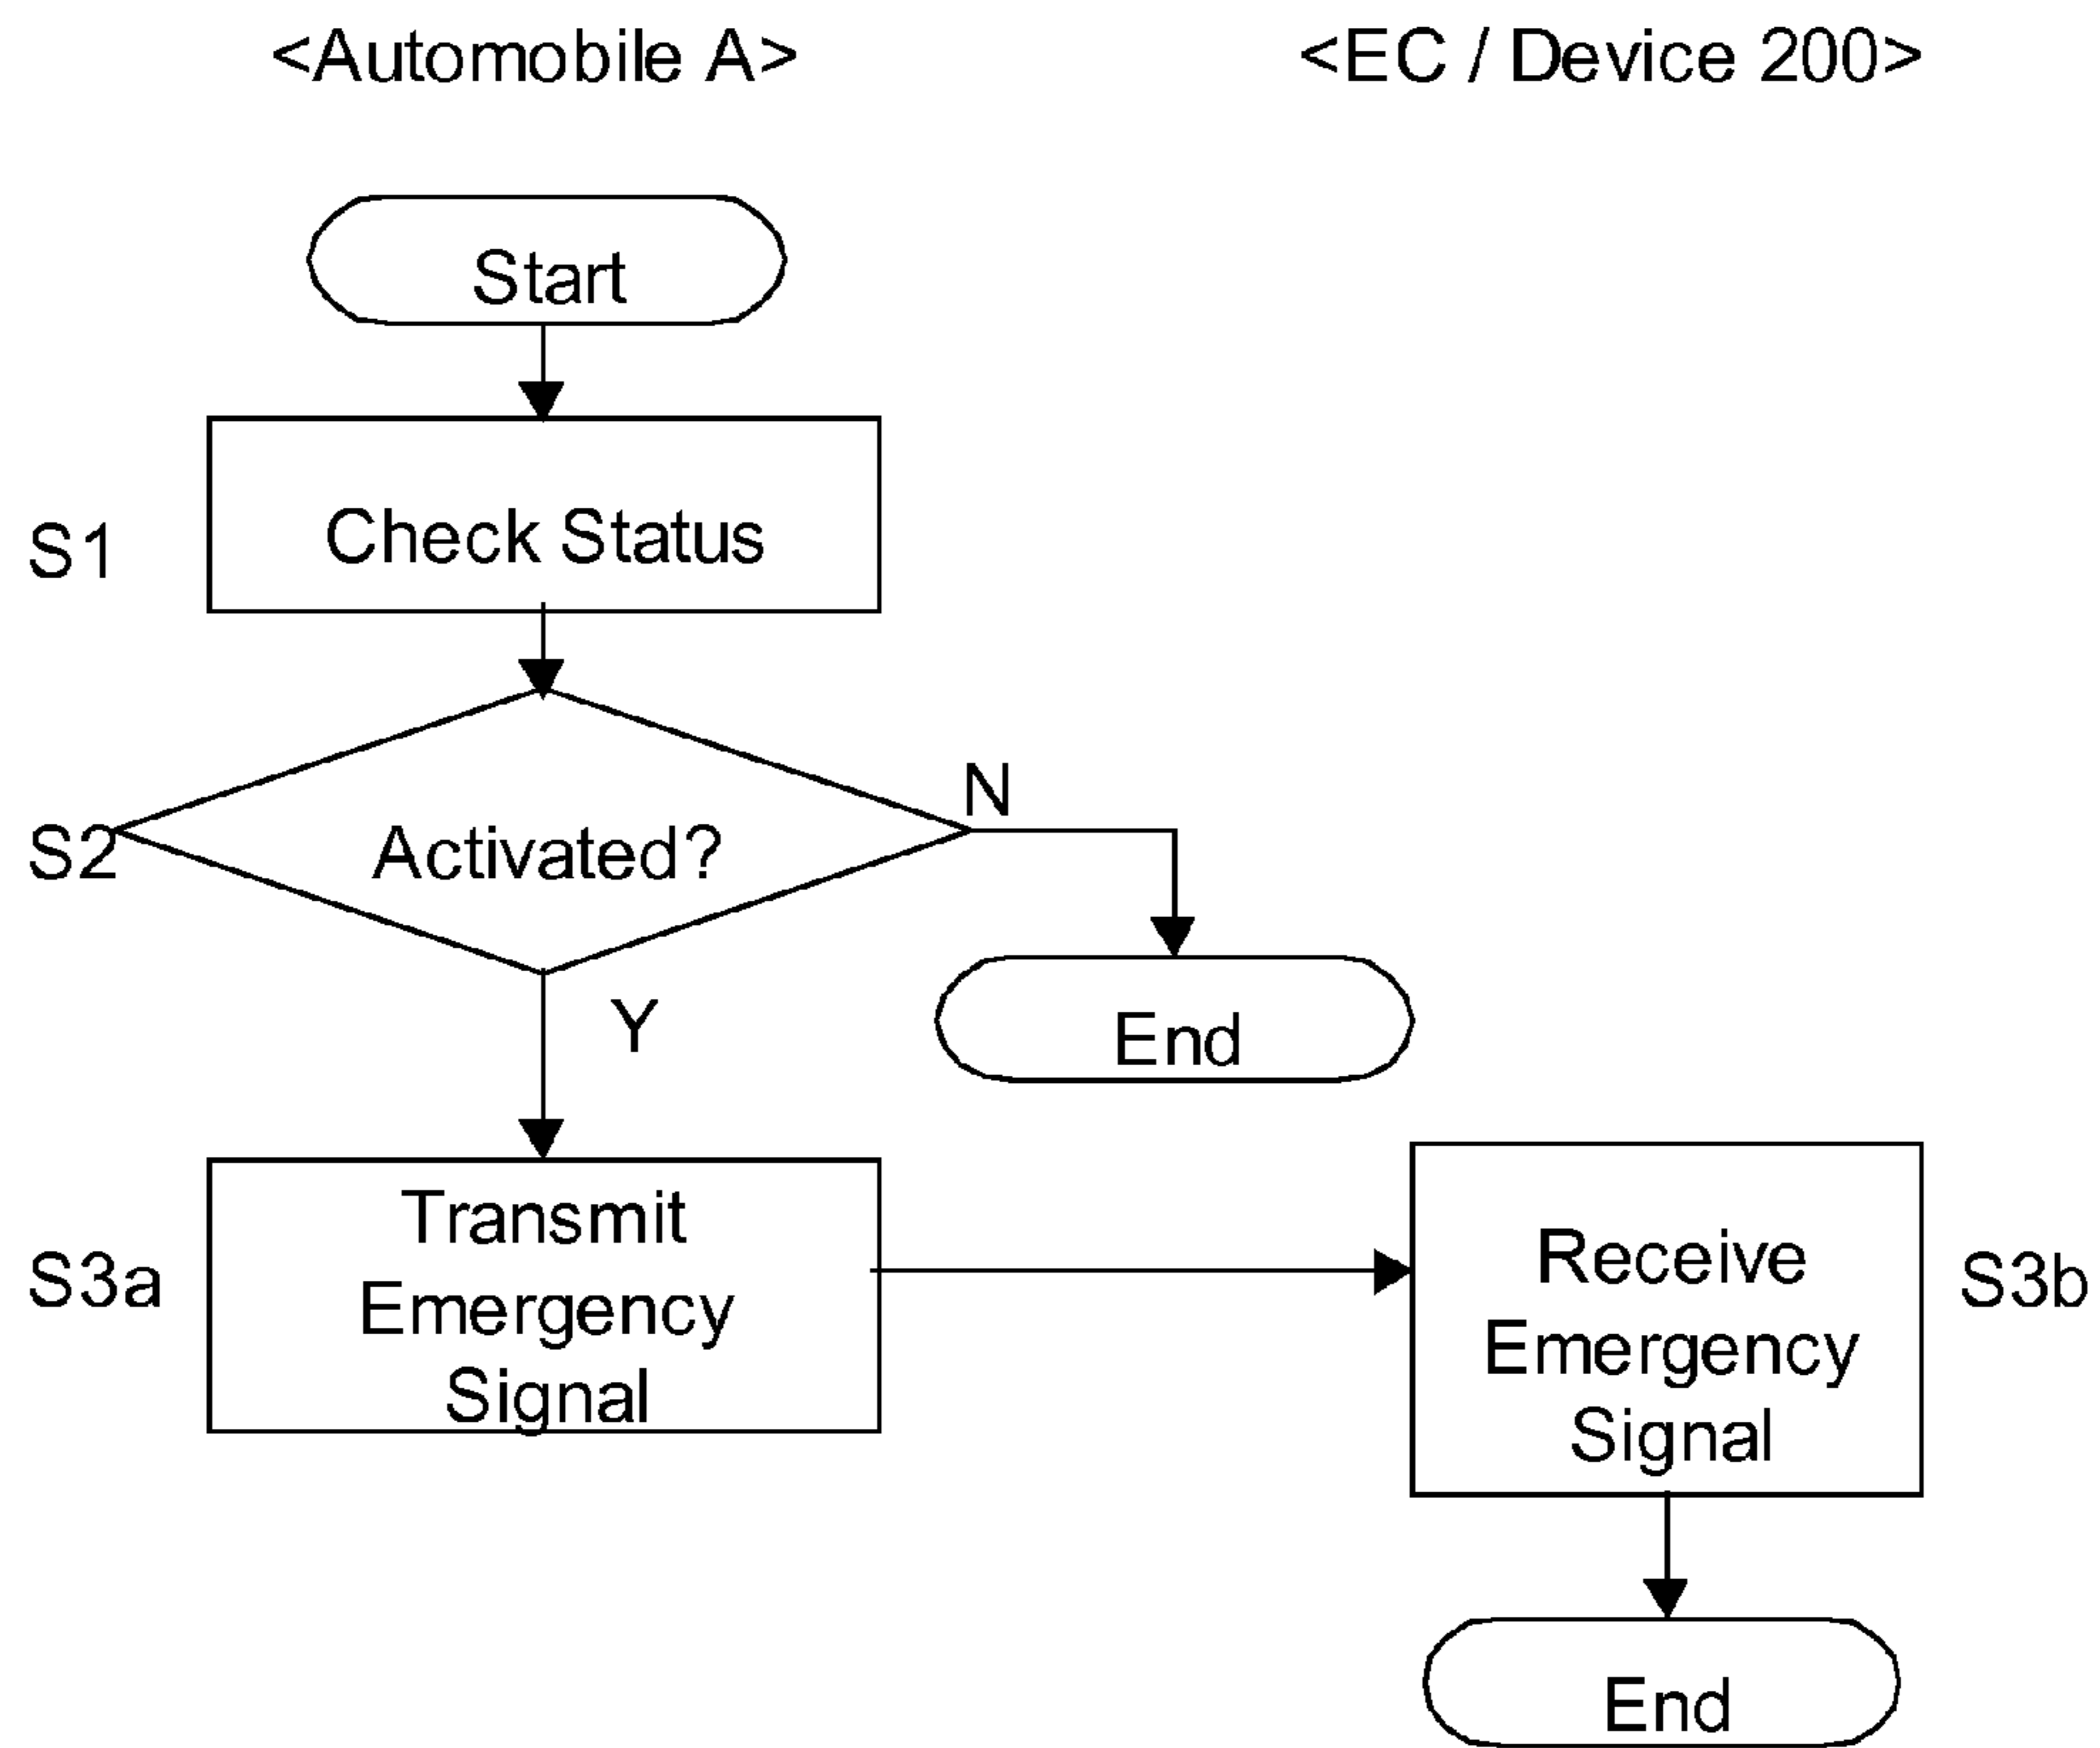 <Automobile A>
<EC / Device 200>
Start
S1
Check Status
S2
Activated?
N
Y
End
S3a
Transmit
Emergency
Signal
Receive
Emergency
Signal
S3b
End